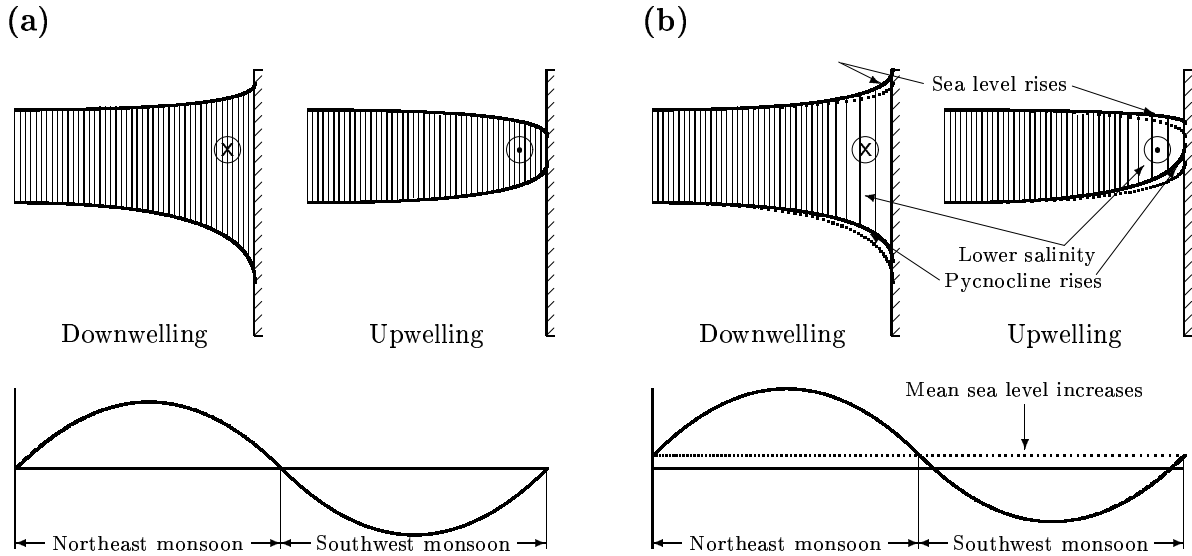 (a)
X
Downwelling
Upwelling
Northeast monsoon
Southwest monsoon
(b)
Sea level rises
X
Lower salinity
Pycnocline rises
Downwelling
Upwelling
Mean sea level increases
Northeast monsoon
Southwest monsoon